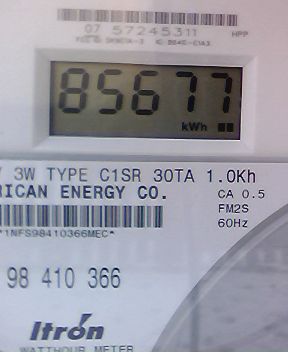 07 57245311 HPP
85677
kWh
3W TYPE C1SR 30TA 1.0Kh
RICAN ENERGY CO. CA 0.5
FM2S
60Hz
*1NFS98410366MEC*
98 410 366
Itron
WATTHOUR METER